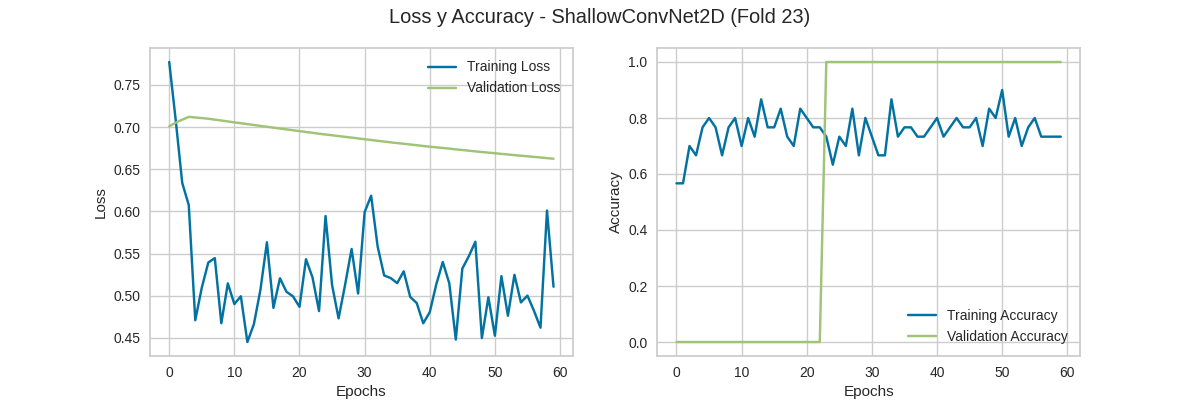 Loss y Accuracy - ShallowConvNet2D (Fold 23)
Training Loss
Validation Loss
0.75
0.70
0.65
0.60
0.55
0.50
0.45
Loss
0 10 20 30 40 50 60
Epochs
1.0
0.8
0.6
0.4
0.2
0.0
Accuracy
Training Accuracy
Validation Accuracy
0 10 20 30 40 50 60
Epochs